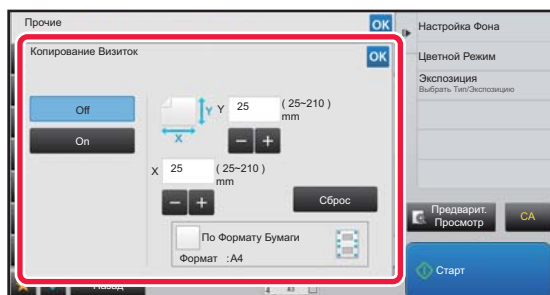 Прочие
OK
Копирование Визиток
OK
Off
On
Y
Y
25
( 25~210 )
mm
X
X
25
( 25~210 )
mm
Сброс
По Формату Бумаги
Формат :A4
Назад
Настройка Фона
Цветной Режим
Экспозиция
Выбрать Тип/Экспозицию
Предварит.
Просмотр
CA
Старт